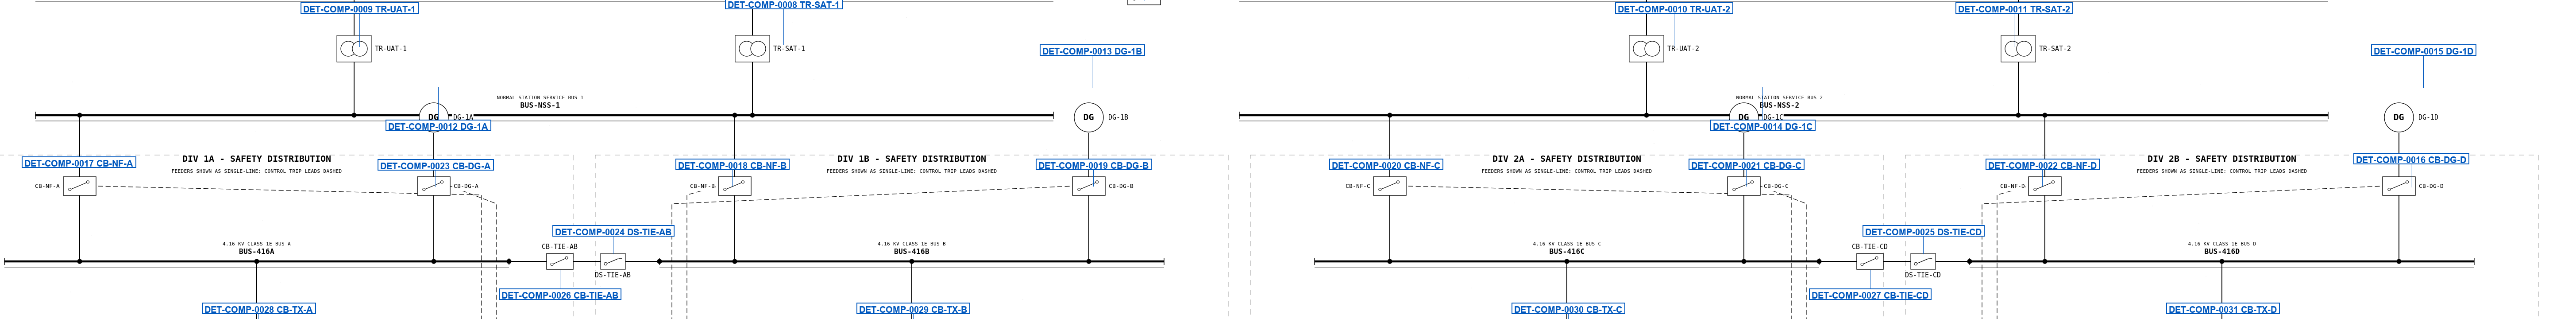 DET-COMP-0009 TR-UAT-1
DET-COMP-0008 TR-SAT-1
DET-COMP-0010 TR-UAT-2
DET-COMP-0011 TR-SAT-2
TR-UAT-1
TR-SAT-1
DET-COMP-0013 DG-1B
TR-UAT-2
TR-SAT-2
DET-COMP-0015 DG-1D
NORMAL STATION SERVICE BUS 1
BUS-NSS-1
NORMAL STATION SERVICE BUS 2
BUS-NSS-2
DG
DG-1A
DET-COMP-0012 DG-1A
DG
DG-1B
DG
DG-1C
DET-COMP-0014 DG-1C
DG
DG-1D
DET-COMP-0017 CB-NF-A
DIV 1A - SAFETY DISTRIBUTION
FEEDERS SHOWN AS SINGLE-LINE; CONTROL TRIP LEADS DASHED
DET-COMP-0023 CB-DG-A
DET-COMP-0018 CB-NF-B
DIV 1B - SAFETY DISTRIBUTION
FEEDERS SHOWN AS SINGLE-LINE; CONTROL TRIP LEADS DASHED
DET-COMP-0019 CB-DG-B
DET-COMP-0020 CB-NF-C
DIV 2A - SAFETY DISTRIBUTION
FEEDERS SHOWN AS SINGLE-LINE; CONTROL TRIP LEADS DASHED
DET-COMP-0021 CB-DG-C
DET-COMP-0022 CB-NF-D
DIV 2B - SAFETY DISTRIBUTION
FEEDERS SHOWN AS SINGLE-LINE; CONTROL TRIP LEADS DASHED
DET-COMP-0016 CB-DG-D
CB-NF-A
CB-DG-A
CB-NF-B
CB-DG-B
CB-NF-C
CB-DG-C
CB-NF-D
CB-DG-D
DET-COMP-0024 DS-TIE-AB
DET-COMP-0025 DS-TIE-CD
4.16 KV CLASS 1E BUS A
BUS-416A
CB-TIE-AB
DS-TIE-AB
4.16 KV CLASS 1E BUS B
BUS-416B
4.16 KV CLASS 1E BUS C
BUS-416C
CB-TIE-CD
DS-TIE-CD
4.16 KV CLASS 1E BUS D
BUS-416D
DET-COMP-0026 CB-TIE-AB
DET-COMP-0027 CB-TIE-CD
DET-COMP-0028 CB-TX-A
DET-COMP-0029 CB-TX-B
DET-COMP-0030 CB-TX-C
DET-COMP-0031 CB-TX-D